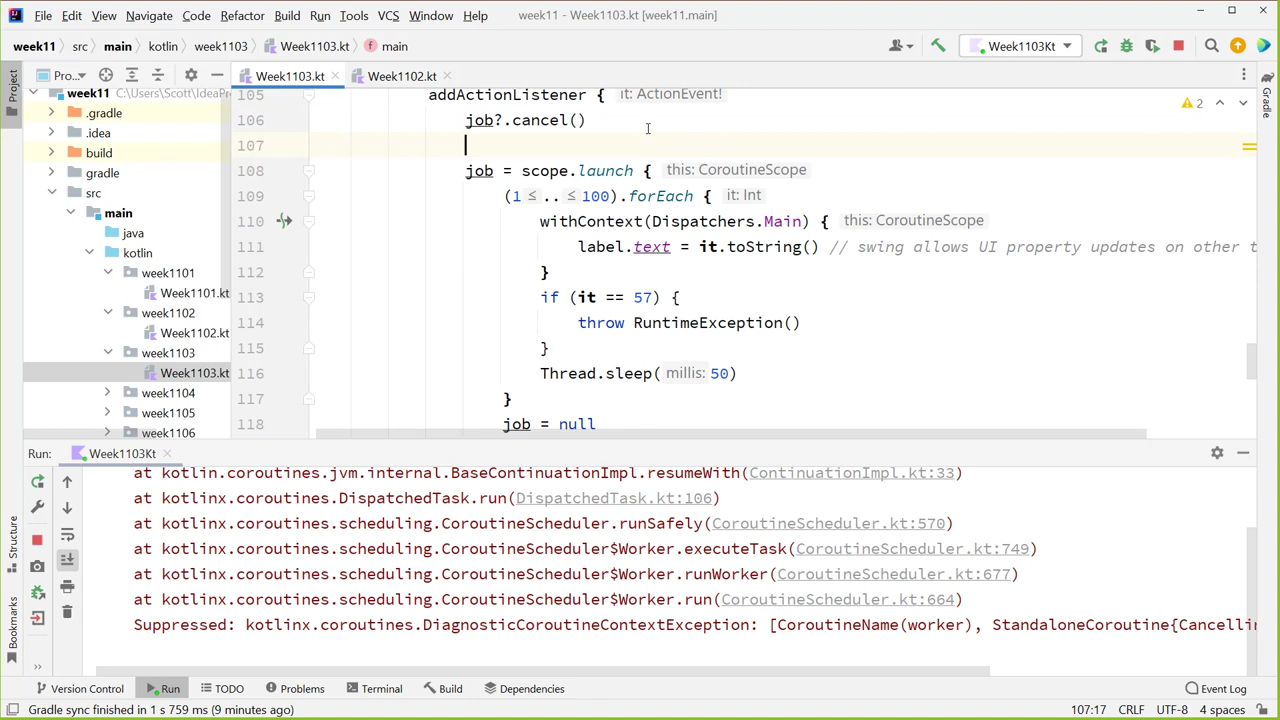 File Edit View Navigate Code Refactor Build Run Tools VCS Window Help week11 - Week1103.kt [week11.main]
week11 src main kotlin week1103 Week1103.kt main Week1103Kt
Project Pro... Week1103.kt Week1102.kt Gradle
week11 C:\Users\Scott\IdeaPro
.gradle
.idea
build
gradle
src
main
java
kotlin
week1101
Week1101.kt
week1102
Week1102.kt
week1103
Week1103.kt
week1104
week1105
week1106
2
105 addActionListener { it: ActionEvent!
106 job?.cancel()
107
108 job = scope.launch { this: CoroutineScope
109 (1 ≤ .. ≤ 100).forEach { it: Int
110 withContext(Dispatchers.Main) { this: CoroutineScope
111 label.text = it.toString() // swing allows UI property updates on other t
112 }
113 if (it == 57) {
114 throw RuntimeException()
115 }
116 Thread.sleep( millis: 50)
117 }
118 job = null
Run: Week1103Kt
at kotlin.coroutines.jvm.internal.BaseContinuationImpl.resumeWith(ContinuationImpl.kt:33)
at kotlinx.coroutines.DispatchedTask.run(DispatchedTask.kt:106)
at kotlinx.coroutines.scheduling.CoroutineScheduler.runSafely(CoroutineScheduler.kt:570)
at kotlinx.coroutines.scheduling.CoroutineScheduler$Worker.executeTask(CoroutineScheduler.kt:749)
at kotlinx.coroutines.scheduling.CoroutineScheduler$Worker.runWorker(CoroutineScheduler.kt:677)
at kotlinx.coroutines.scheduling.CoroutineScheduler$Worker.run(CoroutineScheduler.kt:664)
Suppressed: kotlinx.coroutines.DiagnosticCoroutineContextException: [CoroutineName(worker), StandaloneCoroutine{Cancellin
Structure
Bookmarks
Version Control Run TODO Problems Terminal Build Dependencies Event Log
Gradle sync finished in 1 s 759 ms (9 minutes ago) 107:17 CRLF UTF-8 4 spaces